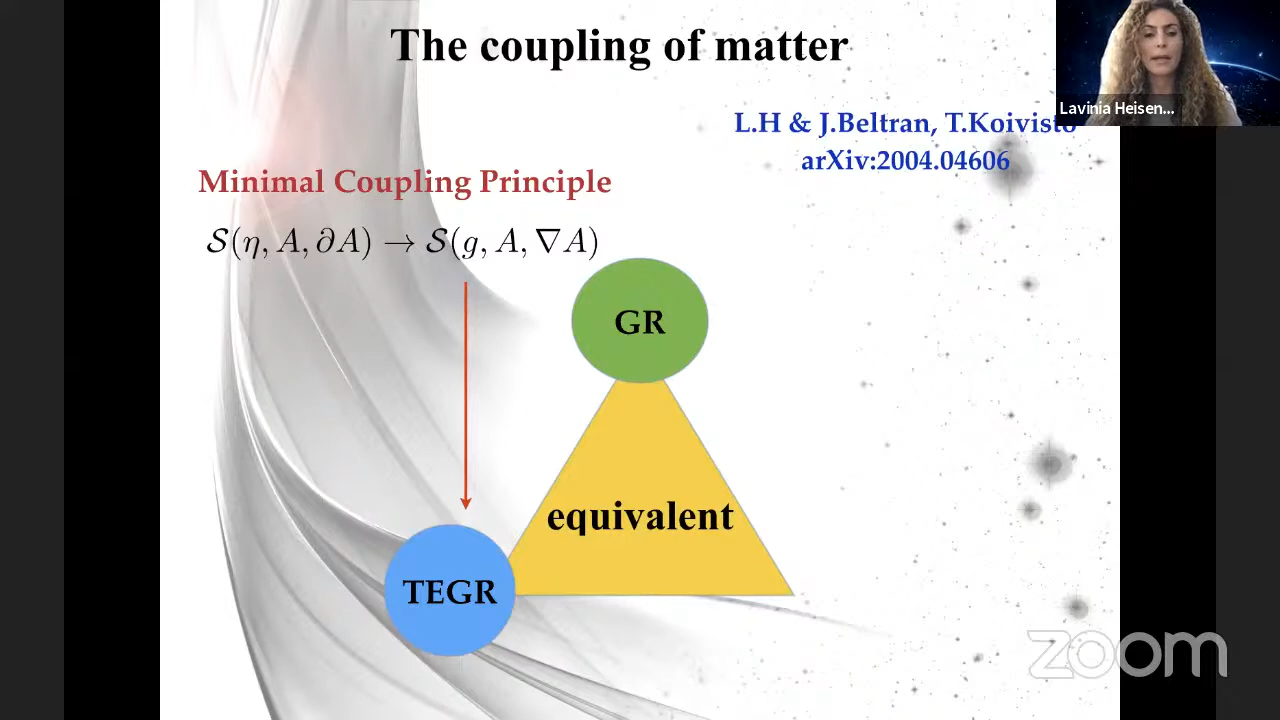 The coupling of matter
Lavinia Heisen...
L.H & J.Beltran, T.Koivisto
arXiv:2004.04606
Minimal Coupling Principle
𝒮(η, A, ∂A) → 𝒮(g, A, ∇A)
GR
equivalent
TEGR
zoom